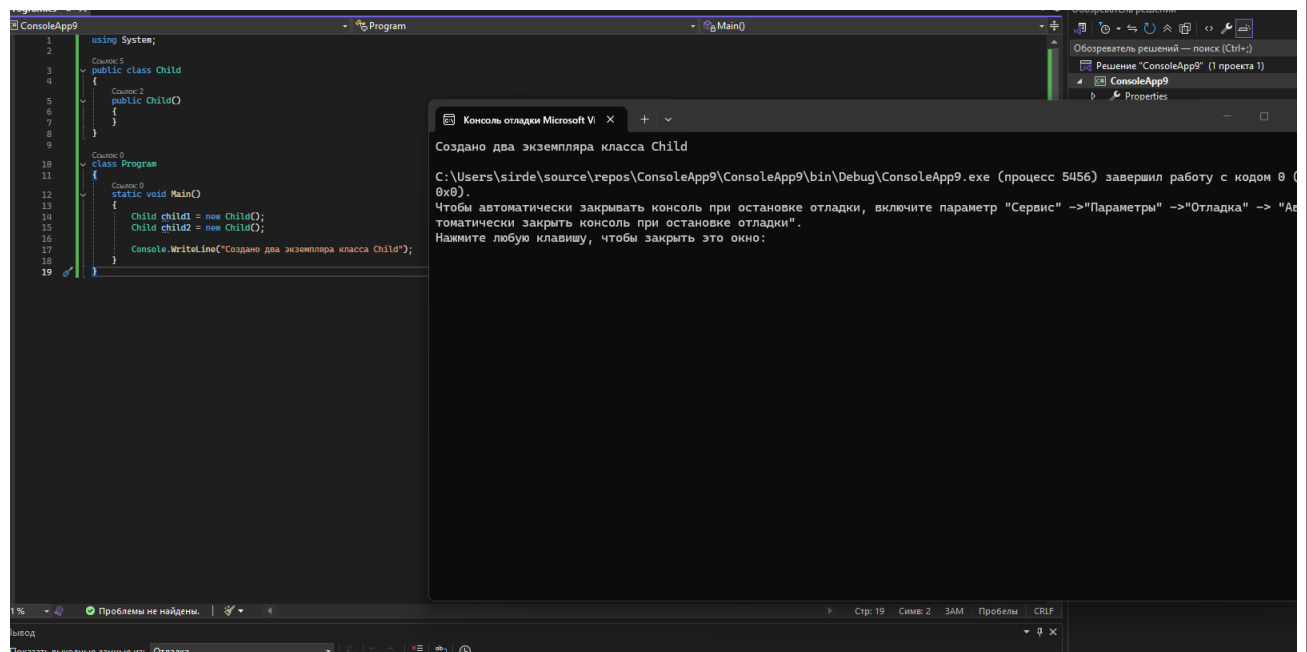 ConsoleApp9
Program
Main()
Обозреватель решений — поиск (Ctrl+;)
Решение "ConsoleApp9" (1 проекта 1)
ConsoleApp9
Properties
1 using System;
2
Ссылок: 5
3 public class Child
4 {
Ссылок: 2
5 public Child()
6 {
7 }
8 }
9
Ссылок: 0
10 class Program
11 {
Ссылок: 0
12 static void Main()
13 {
14 Child child1 = new Child();
15 Child child2 = new Child();
16
17 Console.WriteLine("Создано два экземпляра класса Child");
18 }
19 }
Консоль отладки Microsoft Vi
Создано два экземпляра класса Child
C:\Users\sirde\source\repos\ConsoleApp9\ConsoleApp9\bin\Debug\ConsoleApp9.exe (процесс 5456) завершил работу с кодом 0 (
0x0).
Чтобы автоматически закрывать консоль при остановке отладки, включите параметр "Сервис" ->"Параметры" ->"Отладка" -> "Ав
томатически закрыть консоль при остановке отладки".
Нажмите любую клавишу, чтобы закрыть это окно:
1 %
Проблемы не найдены.
Стр: 19 Симв: 2 ЗАМ Пробелы CRLF
Вывод
Показать выходные данные из: Отладка